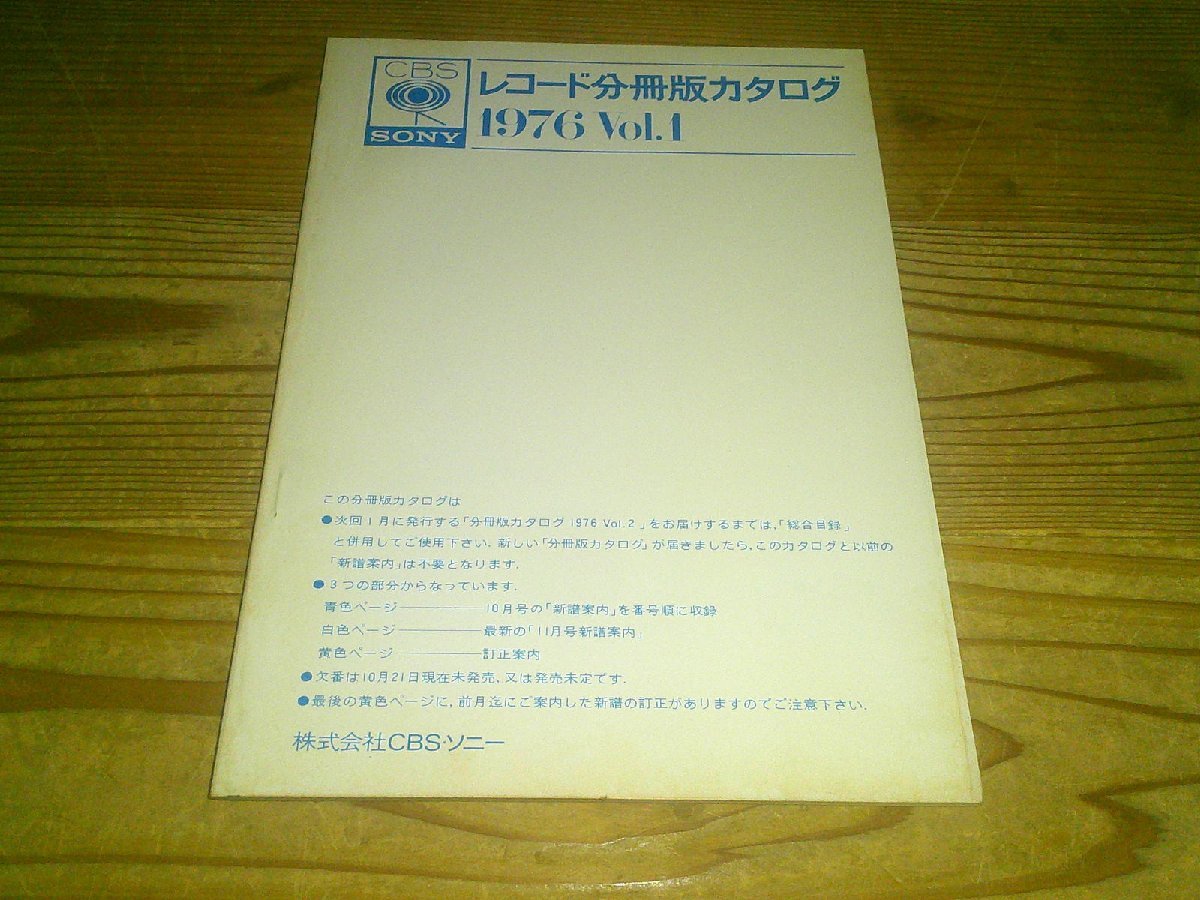 CBS
SONY
レコード分冊版カタログ
1976 Vol.1
この分冊版カタログは
●次回1月に発行する「分冊版カタログ1976 Vol.2」をお届けするまでは,「総合目録」
と併用してご使用下さい. 新しい「分冊版カタログ」が届きましたら,このカタログと以前の
「新譜案内」は不要となります.
●3つの部分からなっています.
青色ページ————10月号の「新譜案内」を番号順に収録
白色ページ————最新の「11月号新譜案内」
黄色ページ————訂正案内
●欠番は10月21日現在未発売、又は発売未定です.
●最後の黄色ページに, 前月迄にご案内した新譜の訂正がありますのでご注意下さい.
株式会社CBS・ソニー